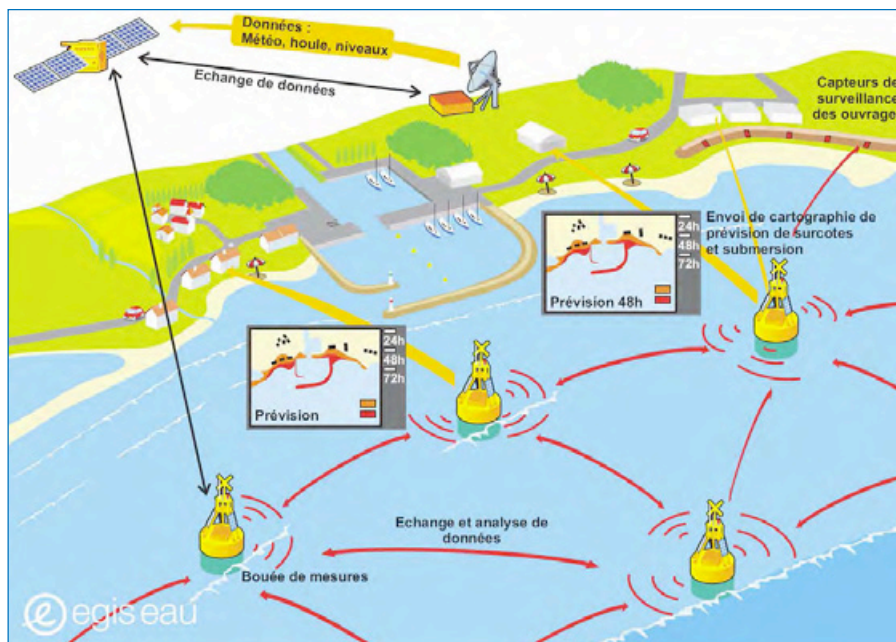 Données :
Météo, houle, niveaux
Echange de données
Capteurs de
surveillance
des ouvrage
Envoi de cartographie de
prévision de surcotes
et submersion
24h
48h
72h
Prévision 48h
24h
48h
72h
Prévision
Echange et analyse de
données
Bouée de mesures
e egis eau